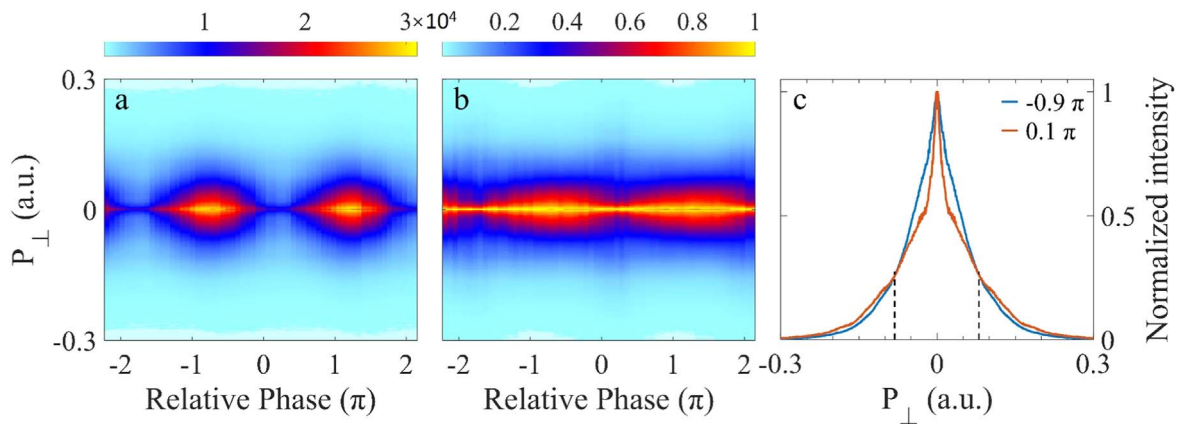 1 2 3×10⁴ 0.2 0.4 0.6 0.8 1
0.3 a b c -0.9 π 1
0.1 π
P⊥ (a.u.) 0 0.5 Normalized intensity
-0.3 0
-2 -1 0 1 2 -2 -1 0 1 2 -0.3 0 0.3
Relative Phase (π) Relative Phase (π) P⊥ (a.u.)